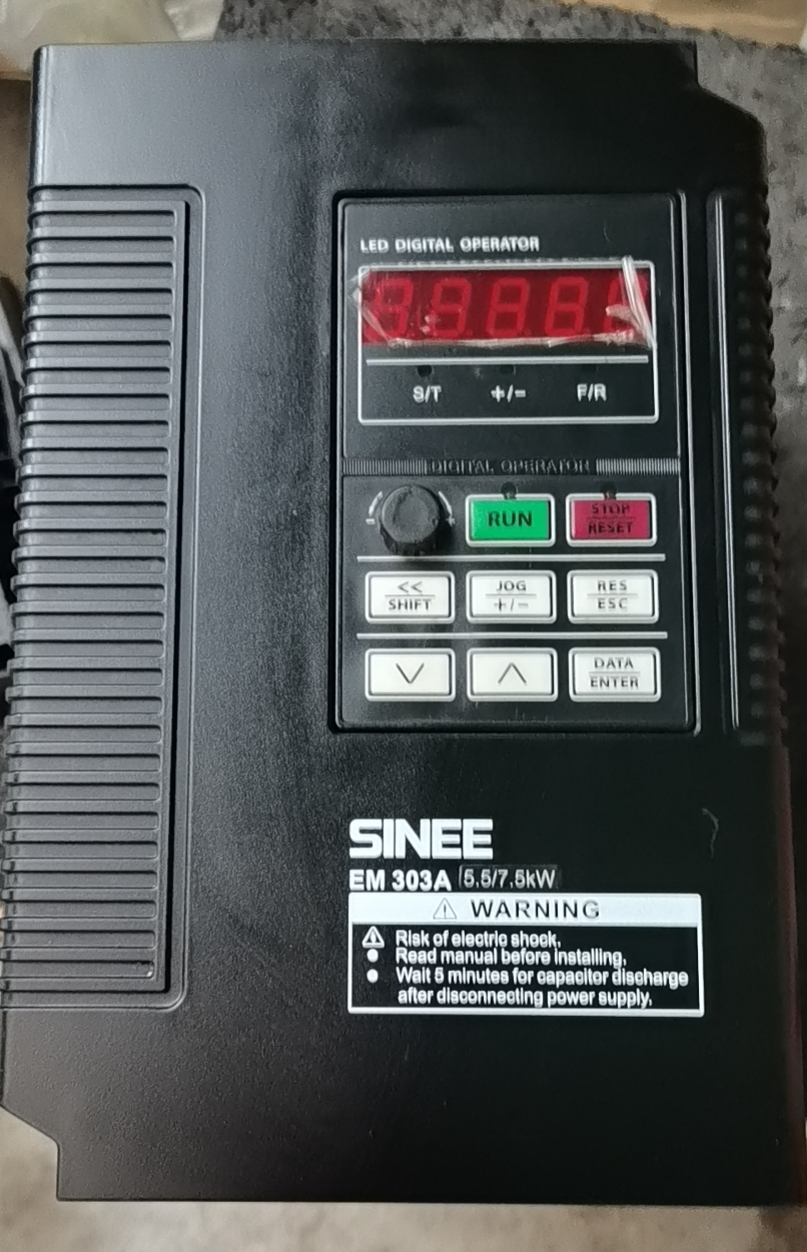 LED DIGITAL OPERATOR
S/T +/- F/R
DIGITAL OPERATOR
RUN
STOP
RESET
<<
SHIFT
JOG
+/-
RES
ESC
∨
∧
DATA
ENTER
SINEE
EM 303A 5.5/7.5kW
WARNING
Risk of electric shock.
Read manual before installing.
Wait 5 minutes for capacitor discharge
after disconnecting power supply.